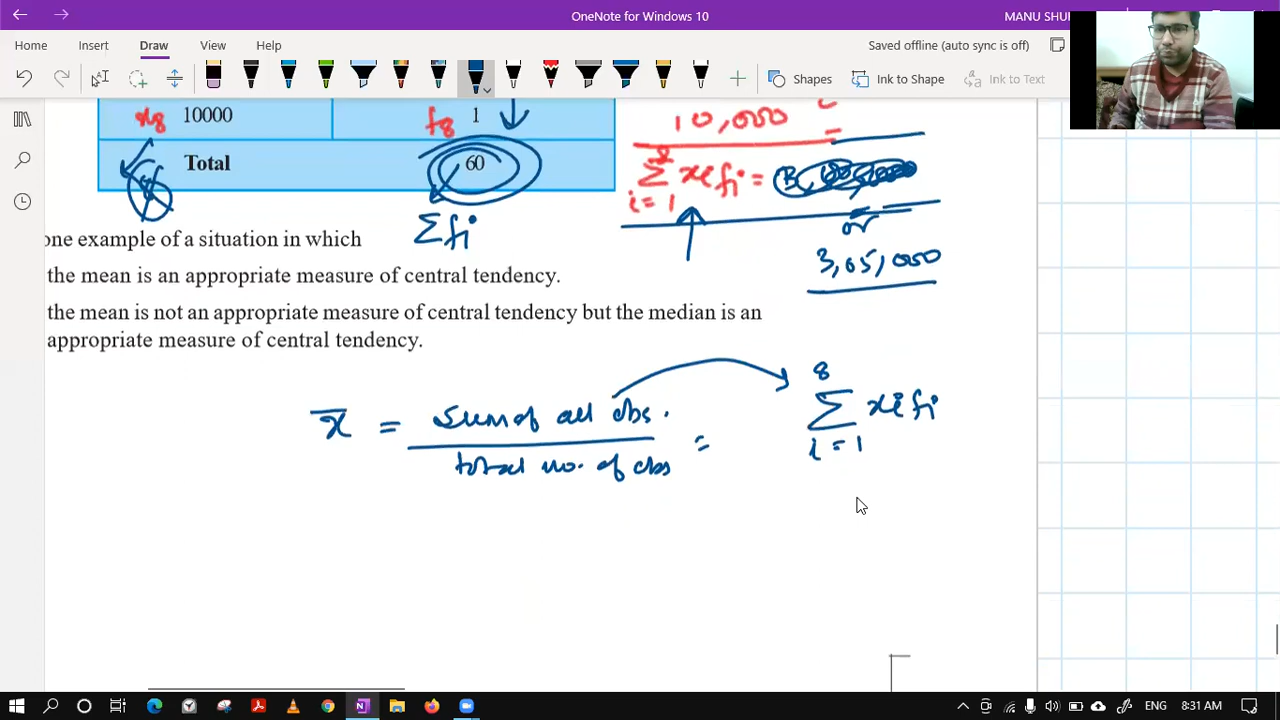 OneNote for Windows 10
MANU SHU
Home Insert Draw View Help
Saved offline (auto sync is off)
Shapes Ink to Shape Ink to Text
x8 10000 f8 1
Total 60
Σfi
10,000
Σ xifi =
i=1
or
3,05,000
one example of a situation in which
the mean is an appropriate measure of central tendency.
the mean is not an appropriate measure of central tendency but the median is an
appropriate measure of central tendency.
x̄ = Sum of all obs. / total no. of obs =
8
Σ xifi
i=1
ENG 8:31 AM